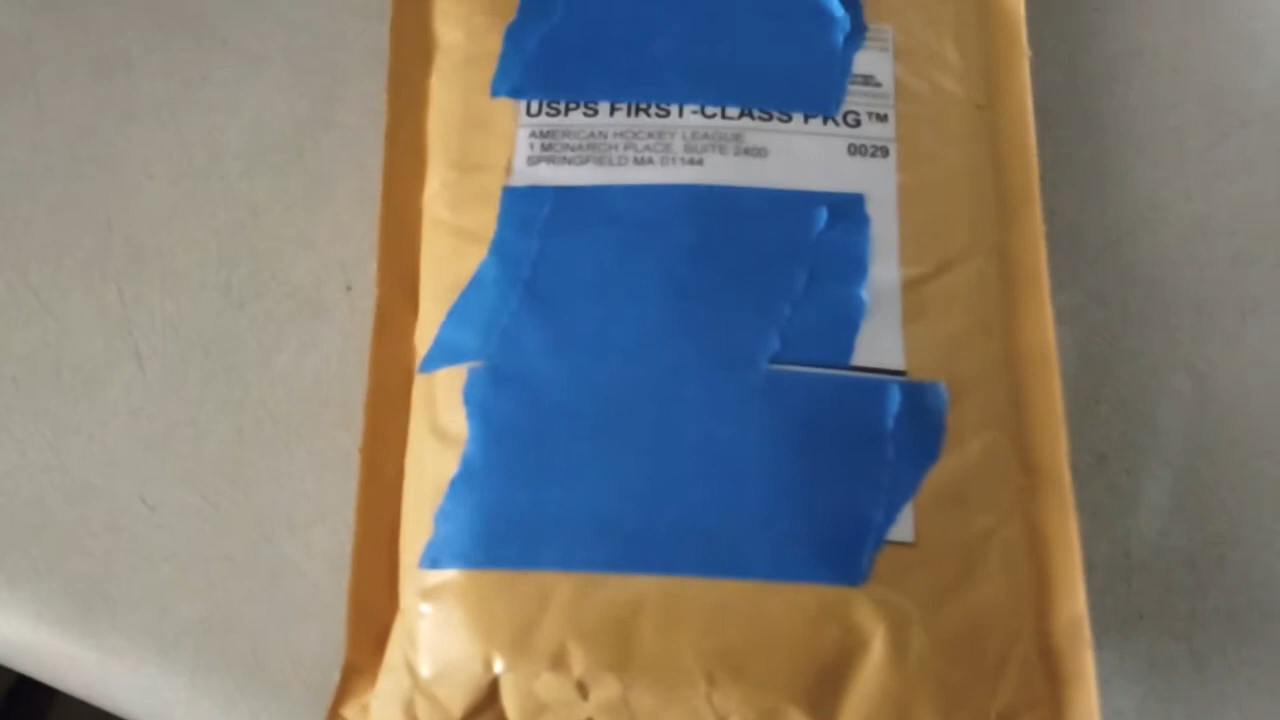 USPS FIRST-CLASS PKG™
AMERICAN HOCKEY LEAGUE
1 MONARCH PLACE, SUITE 2400
0029
SPRINGFIELD MA 01144